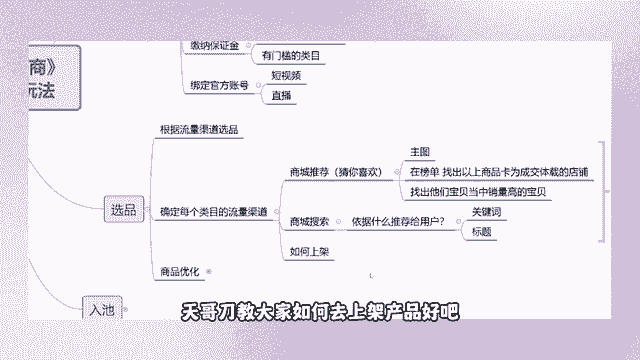 缴纳保证金
有门槛的类目
商》
玩法
绑定官方账号
短视频
直播
根据流量渠道选品
选品
确定每个类目的流量渠道
商城推荐（猜你喜欢）
主图
在榜单 找出以上商品卡为成交体载的店铺
找出他们宝贝当中销量高的宝贝
商城搜索
依据什么推荐给用户？
关键词
标题
如何上架
商品优化
入池
天哥刀教大家如何去上架产品好吧